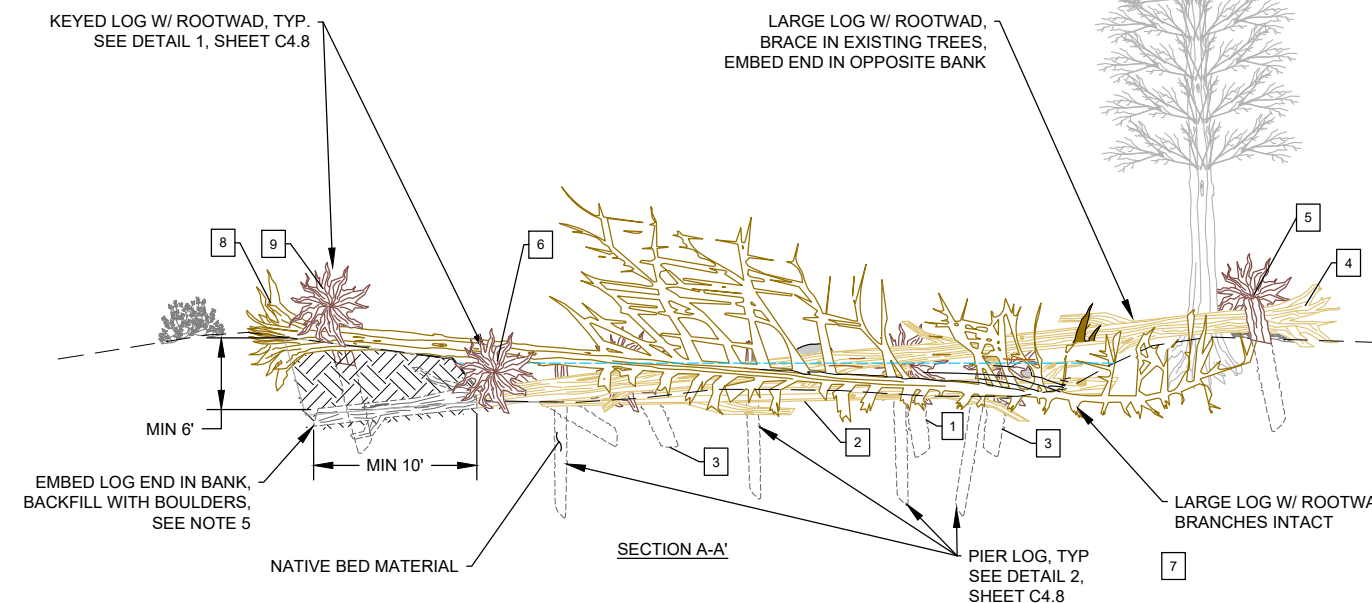 KEYED LOG W/ ROOTWAD, TYP.
SEE DETAIL 1, SHEET C4.8
LARGE LOG W/ ROOTWAD,
BRACE IN EXISTING TREES,
EMBED END IN OPPOSITE BANK
8
9
6
5
4
MIN 6'
MIN 10'
3
2
1
3
EMBED LOG END IN BANK,
BACKFILL WITH BOULDERS,
SEE NOTE 5
NATIVE BED MATERIAL
SECTION A-A'
PIER LOG, TYP
SEE DETAIL 2,
SHEET C4.8
LARGE LOG W/ ROOTWA
BRANCHES INTACT
7